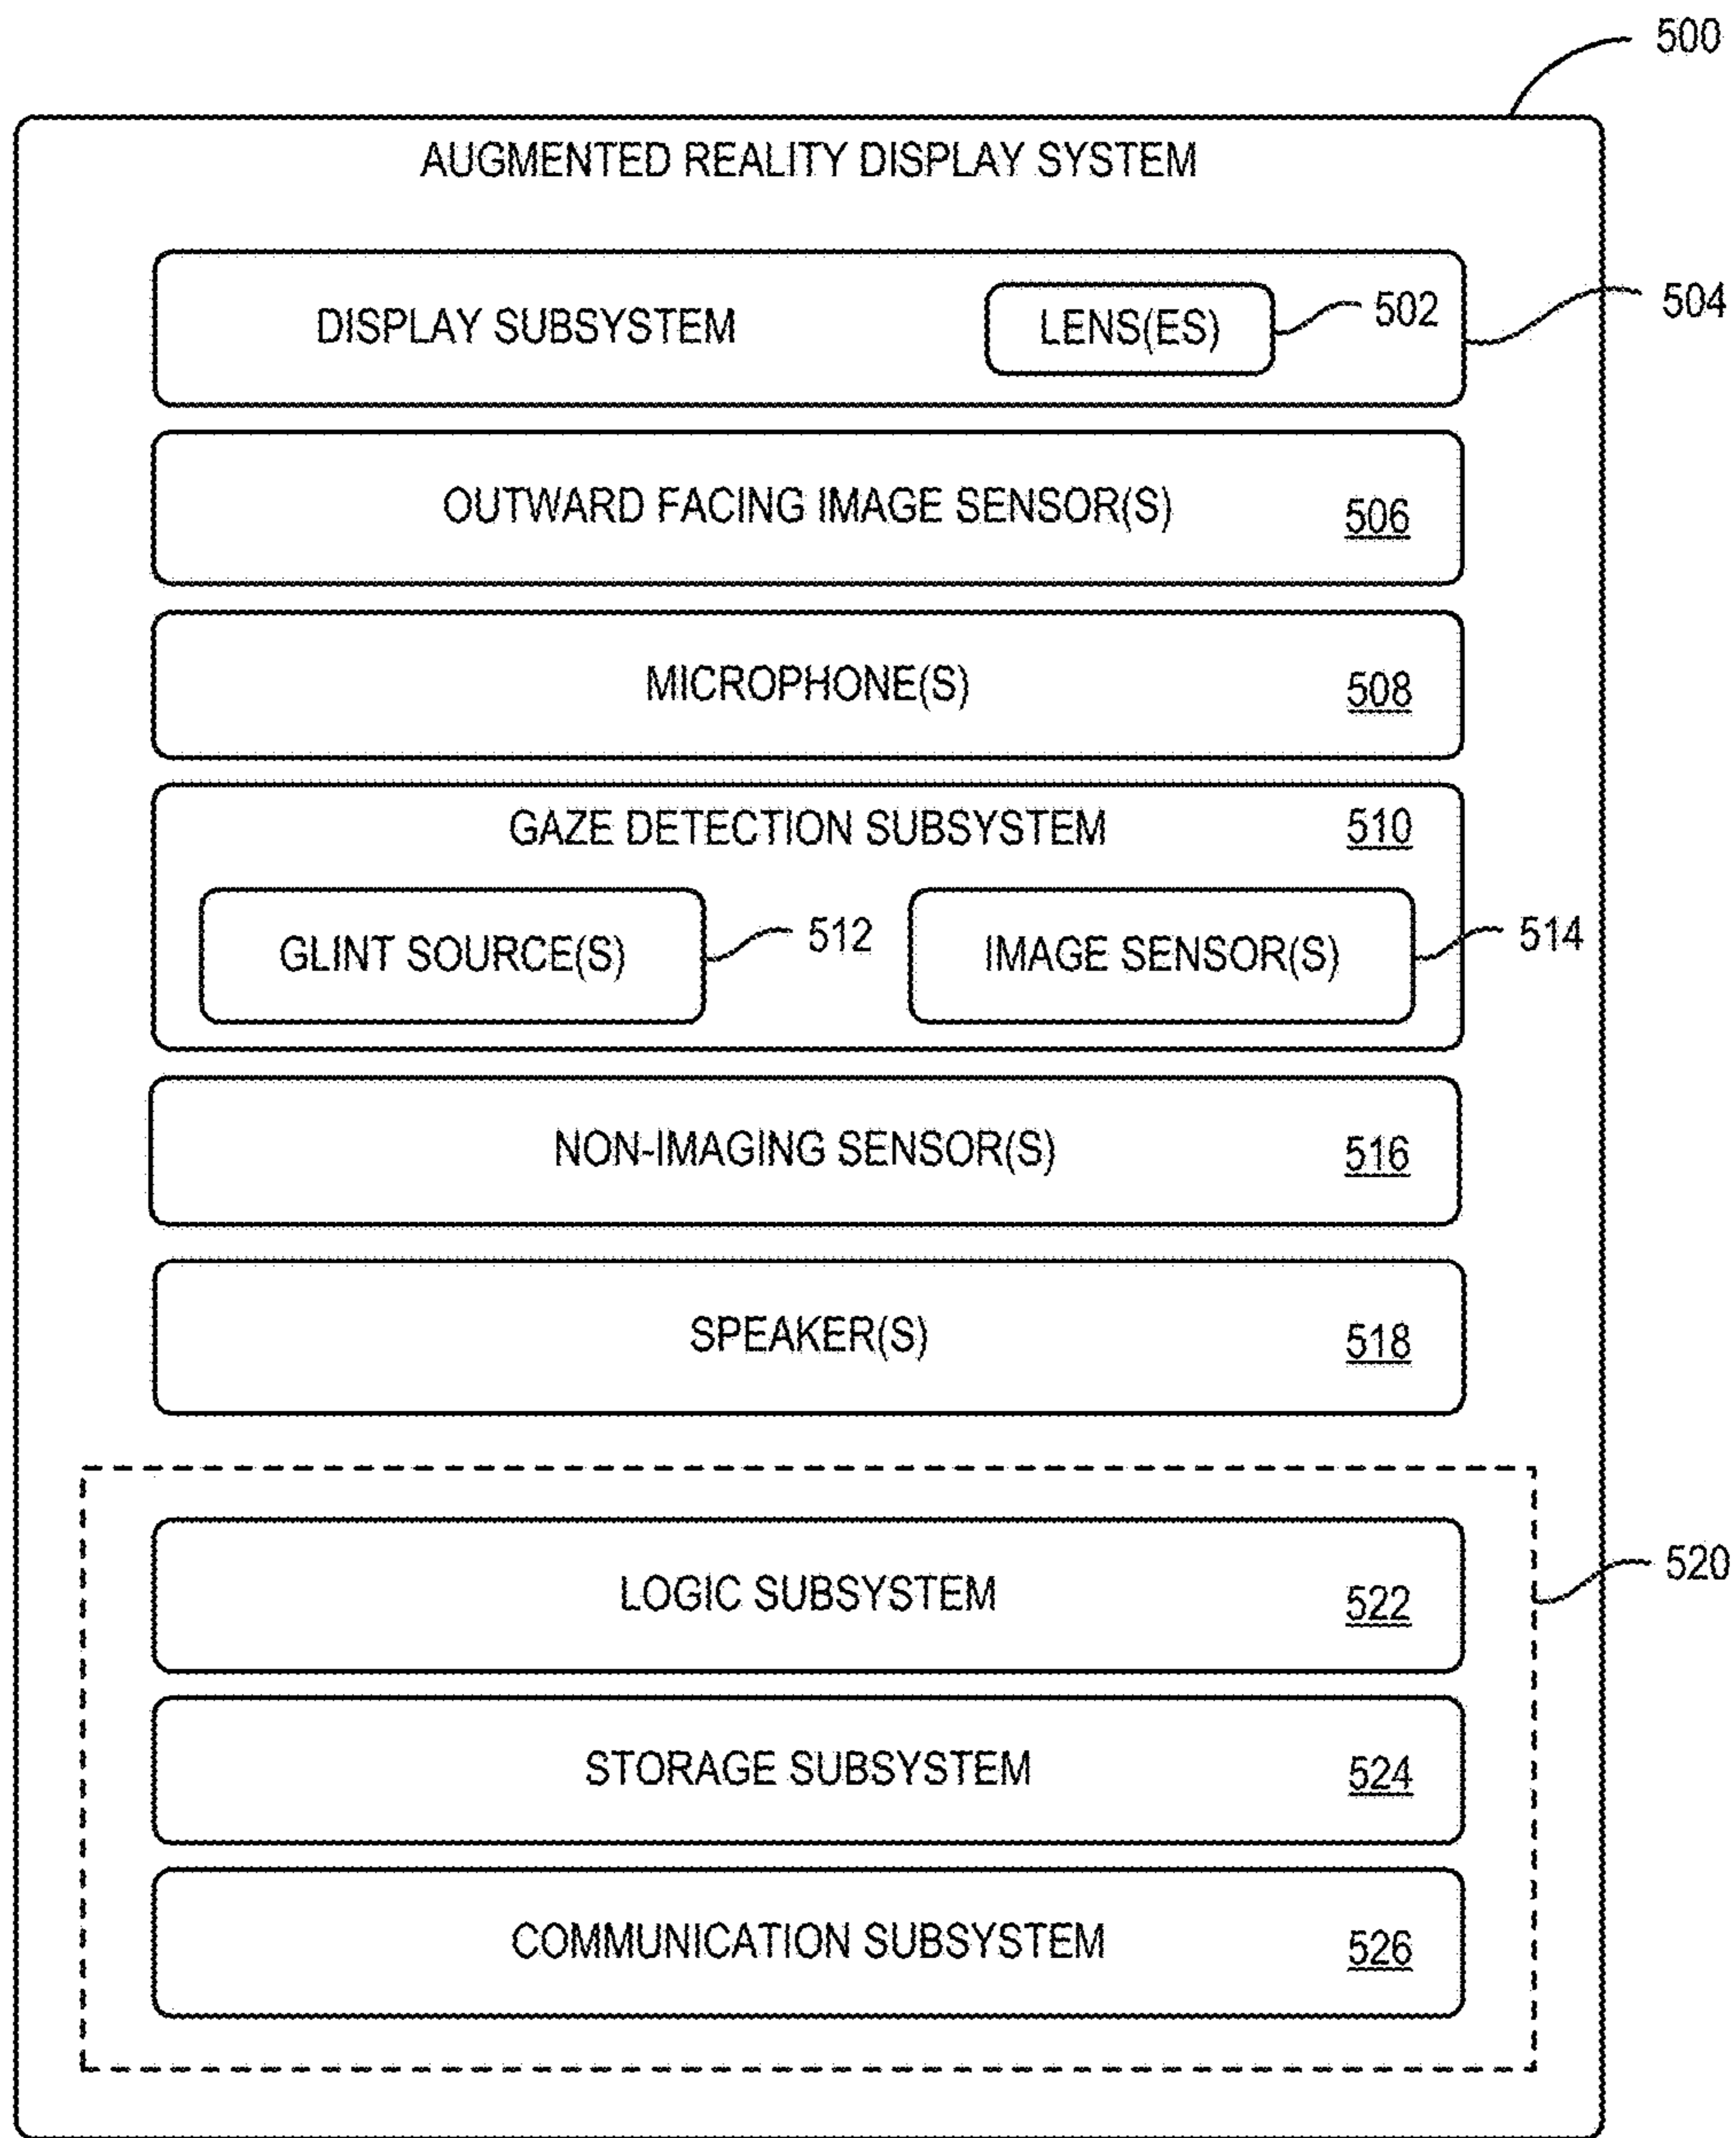 500
AUGMENTED REALITY DISPLAY SYSTEM
DISPLAY SUBSYSTEM
LENS(ES)
502
504
OUTWARD FACING IMAGE SENSOR(S)
506
MICROPHONE(S)
508
GAZE DETECTION SUBSYSTEM
510
GLINT SOURCE(S)
512
IMAGE SENSOR(S)
514
NON-IMAGING SENSOR(S)
516
SPEAKER(S)
518
520
LOGIC SUBSYSTEM
522
STORAGE SUBSYSTEM
524
COMMUNICATION SUBSYSTEM
526